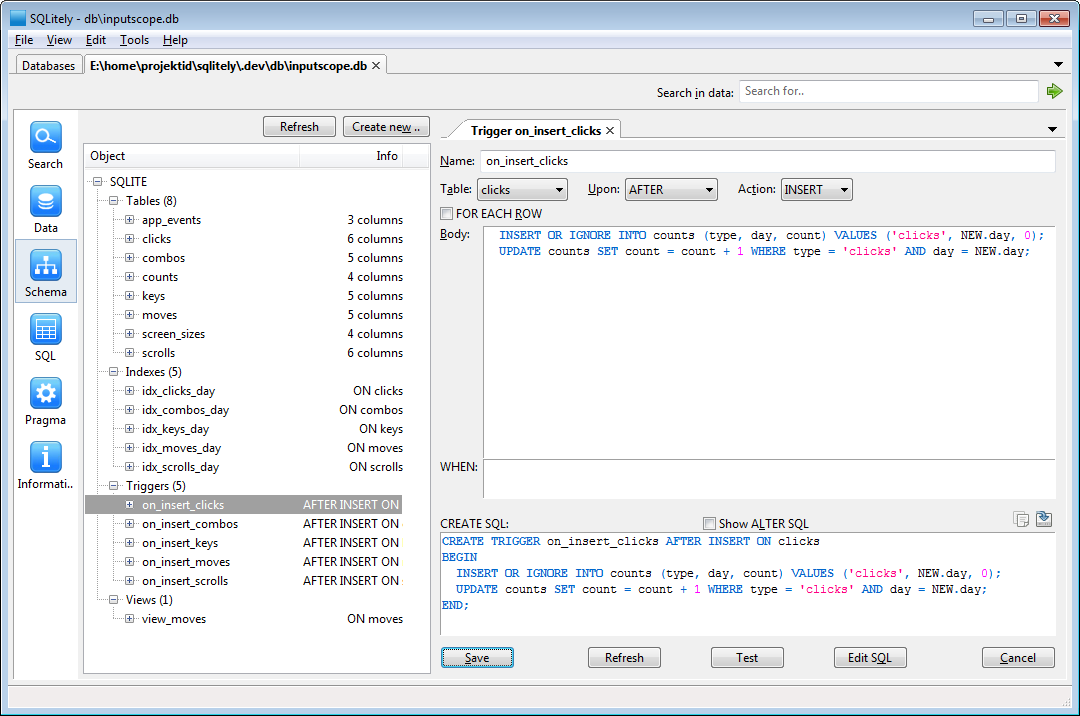 SQLitely - db\inputscope.db
File View Edit Tools Help
Databases E:\home\projektid\sqlitely\.dev\db\inputscope.db
Search in data: Search for..
Search
Data
Schema
SQL
Pragma
Informati..
Refresh Create new ..
Object Info
SQLITE
Tables (8)
app_events 3 columns
clicks 6 columns
combos 5 columns
counts 4 columns
keys 5 columns
moves 5 columns
screen_sizes 4 columns
scrolls 6 columns
Indexes (5)
idx_clicks_day ON clicks
idx_combos_day ON combos
idx_keys_day ON keys
idx_moves_day ON moves
idx_scrolls_day ON scrolls
Triggers (5)
on_insert_clicks AFTER INSERT ON
on_insert_combos AFTER INSERT ON
on_insert_keys AFTER INSERT ON
on_insert_moves AFTER INSERT ON
on_insert_scrolls AFTER INSERT ON
Views (1)
view_moves ON moves
Trigger on_insert_clicks
Name: on_insert_clicks
Table: clicks Upon: AFTER Action: INSERT
FOR EACH ROW
Body: INSERT OR IGNORE INTO counts (type, day, count) VALUES ('clicks', NEW.day, 0);
UPDATE counts SET count = count + 1 WHERE type = 'clicks' AND day = NEW.day;
WHEN:
CREATE SQL: Show ALTER SQL
CREATE TRIGGER on_insert_clicks AFTER INSERT ON clicks
BEGIN
INSERT OR IGNORE INTO counts (type, day, count) VALUES ('clicks', NEW.day, 0);
UPDATE counts SET count = count + 1 WHERE type = 'clicks' AND day = NEW.day;
END;
Save Refresh Test Edit SQL Cancel